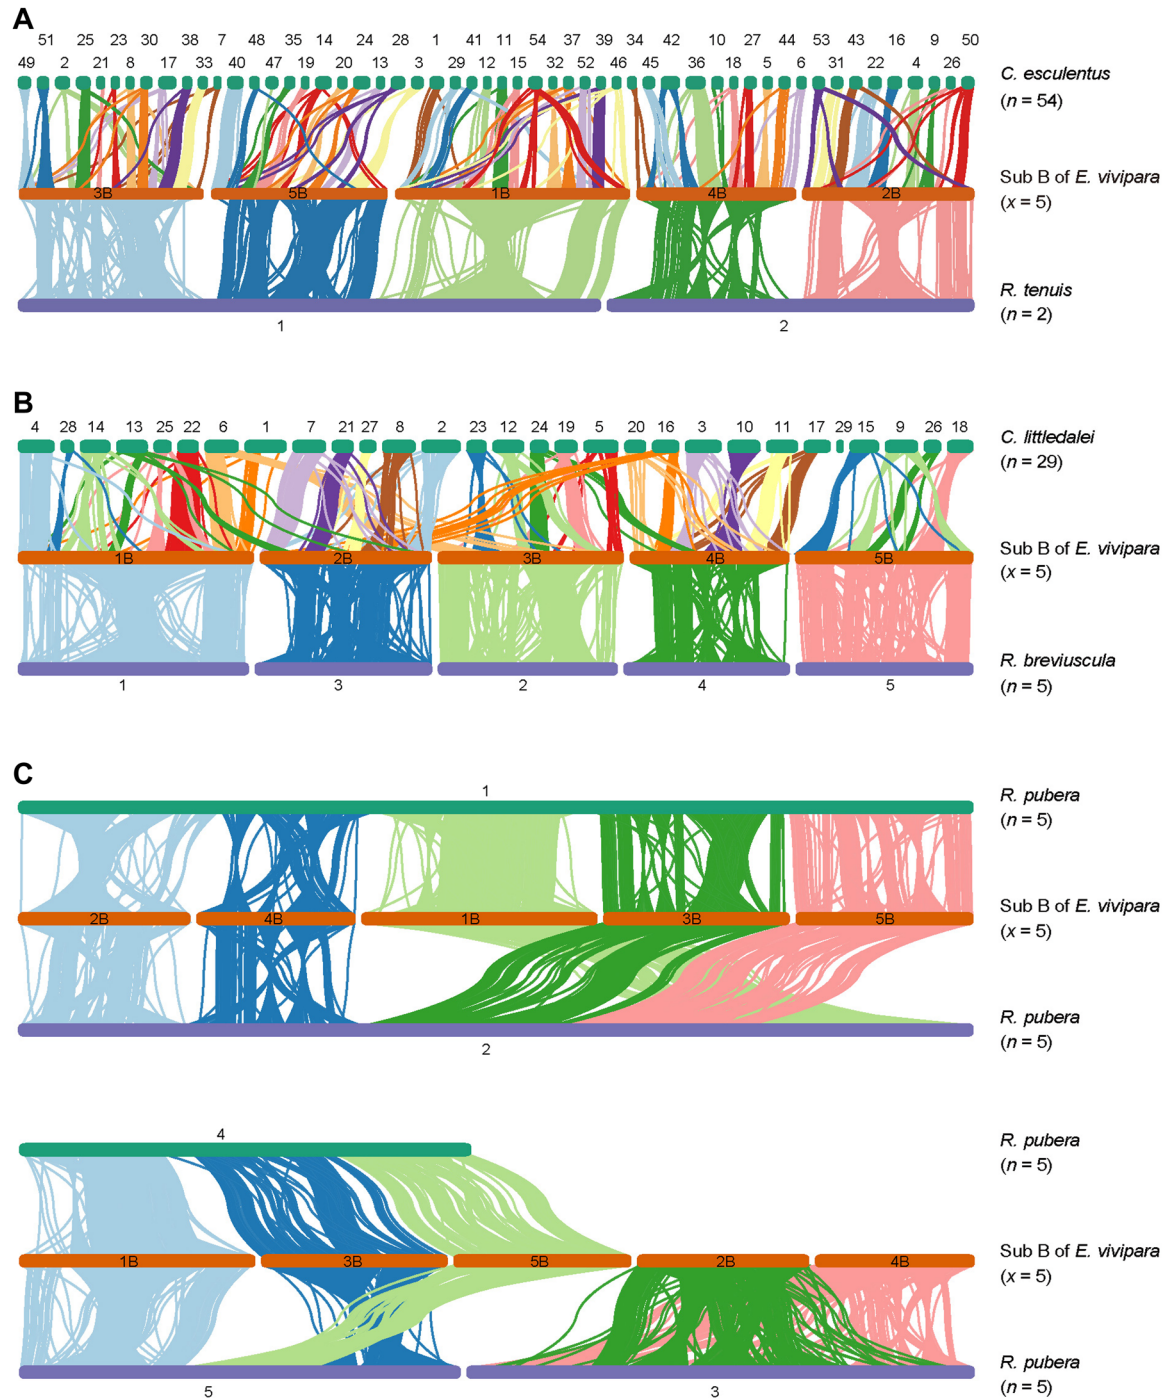 A
51 25 23 30 38 7 48 35 14 24 28 1 41 11 54 37 39 34 42 10 27 44 53 43 16 9 50
49 2 21 8 17 33 40 47 19 20 13 3 29 12 15 32 52 46 45 36 18 5 6 31 22 4 26
C. esculentus
(n = 54)
3B 5B 1B 4B 2B
Sub B of E. vivipara
(x = 5)
R. tenuis
(n = 2)
1 2
B
4 28 14 13 25 22 6 1 7 21 27 8 2 23 12 24 19 5 20 16 3 10 11 17 29 15 9 26 18
C. littledalei
(n = 29)
1B 2B 3B 4B 5B
Sub B of E. vivipara
(x = 5)
R. breviuscula
(n = 5)
1 3 2 4 5
C
1
R. pubera
(n = 5)
2B 4B 1B 3B 5B
Sub B of E. vivipara
(x = 5)
R. pubera
(n = 5)
2
4
R. pubera
(n = 5)
1B 3B 5B 2B 4B
Sub B of E. vivipara
(x = 5)
R. pubera
(n = 5)
5 3